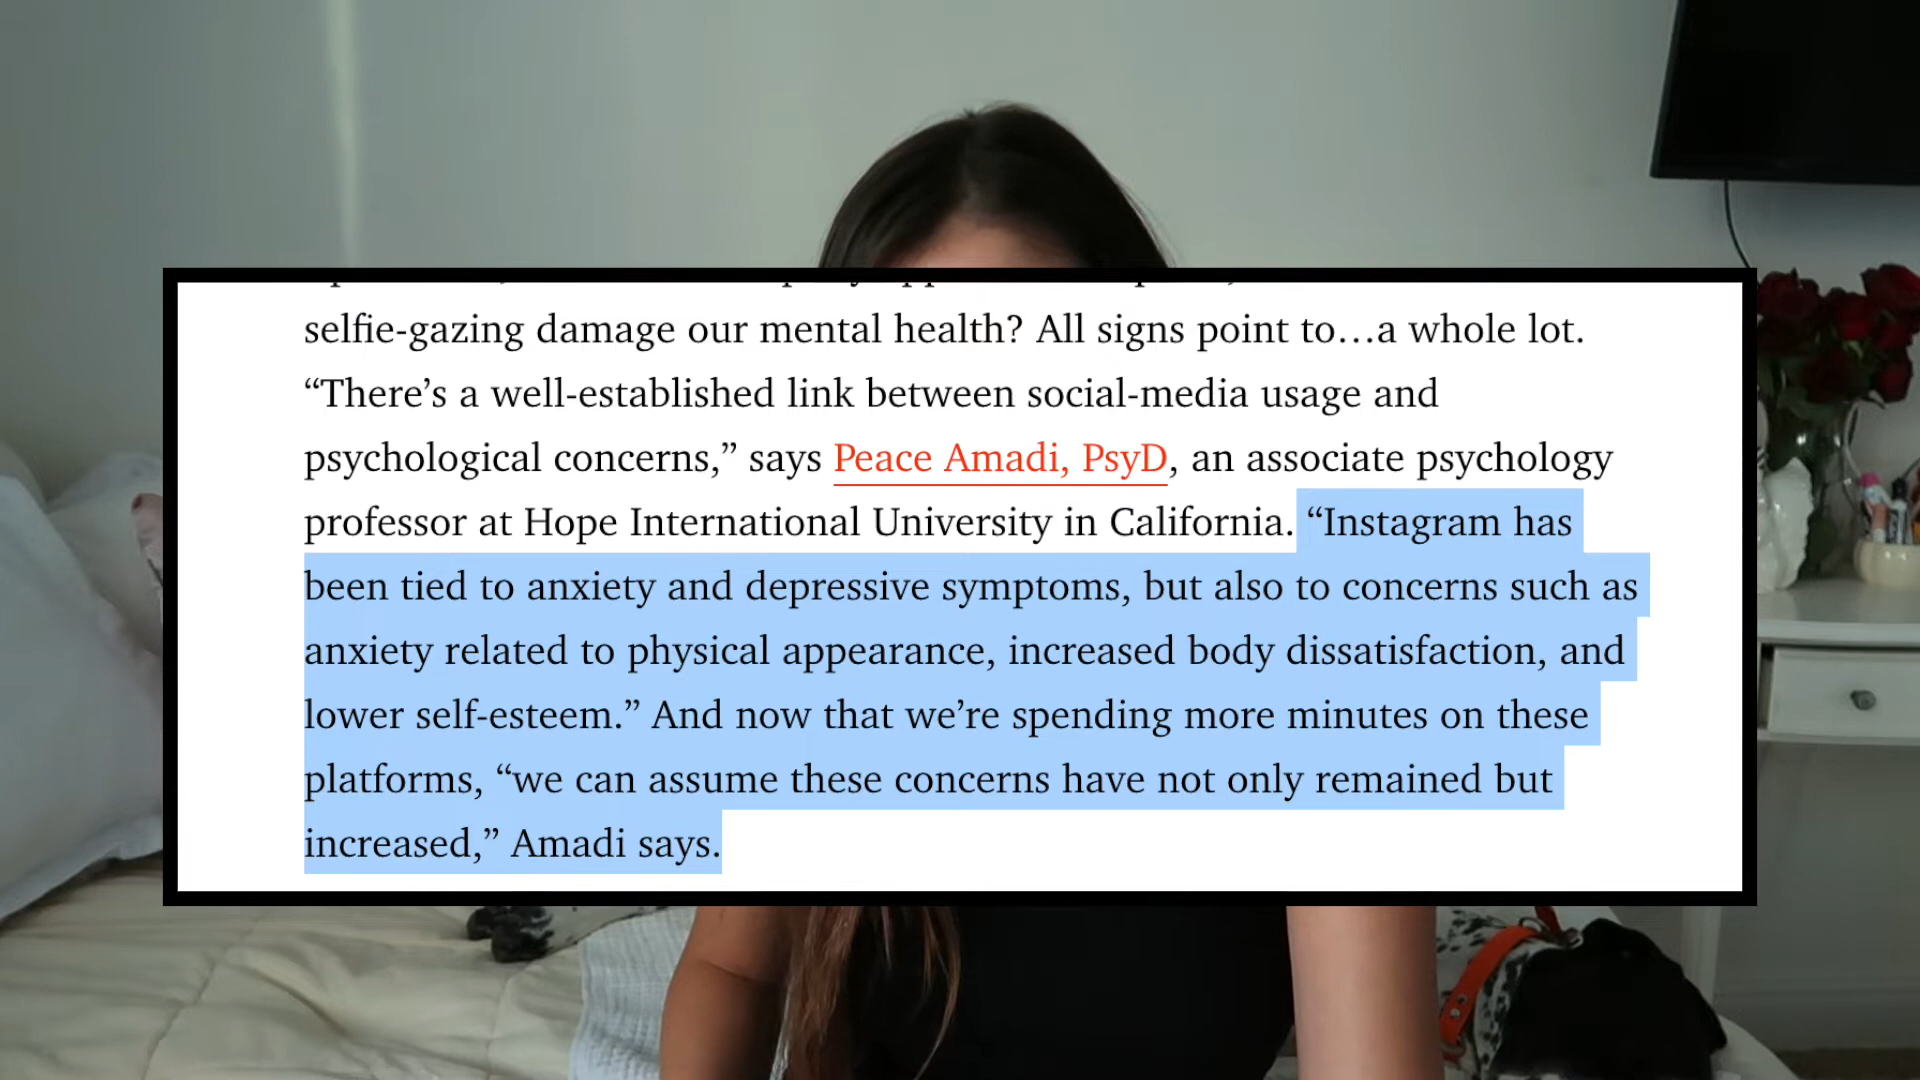 selfie-gazing damage our mental health? All signs point to…a whole lot.
“There’s a well-established link between social-media usage and
psychological concerns,” says Peace Amadi, PsyD, an associate psychology
professor at Hope International University in California. “Instagram has
been tied to anxiety and depressive symptoms, but also to concerns such as
anxiety related to physical appearance, increased body dissatisfaction, and
lower self-esteem.” And now that we’re spending more minutes on these
platforms, “we can assume these concerns have not only remained but
increased,” Amadi says.